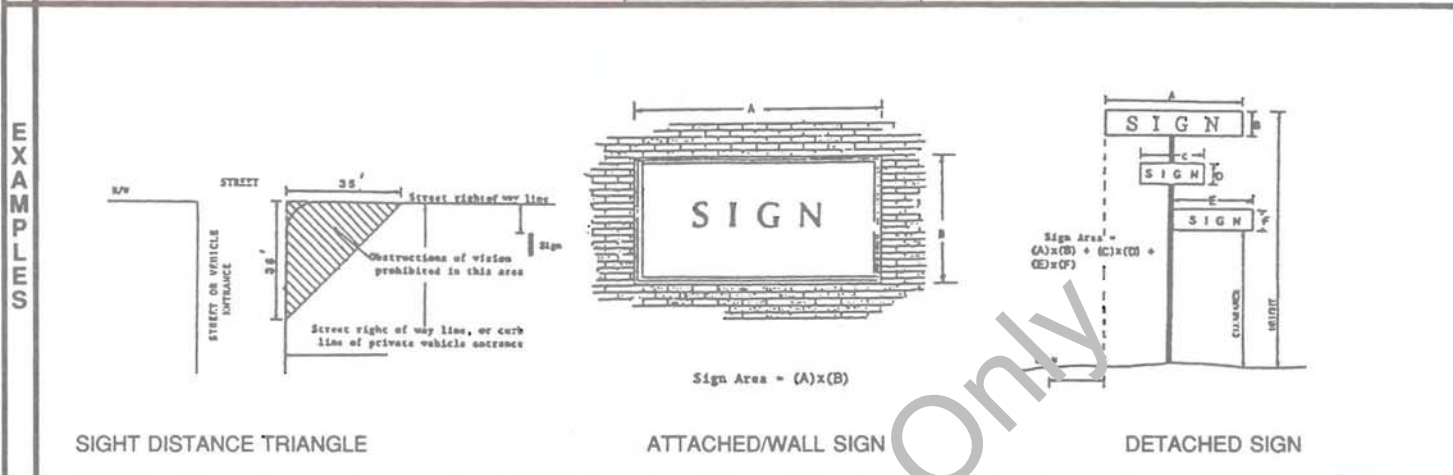 EXAMPLES
R/W
STREET
35'
Street right of way line
35'
Sign
Obstructions of vision
prohibited in this area
STREET OR VEHICLE
ENTRANCE
Street right of way line, or curb
line of private vehicle entrance
SIGHT DISTANCE TRIANGLE
A
SIGN
B
Sign Area = (A)x(B)
ATTACHED/WALL SIGN
A
SIGN
B
C
SIGN
D
E
SIGN
F
Sign Area =
(A)x(B) + (C)x(D) +
(E)x(F)
CLEARANCE
HEIGHT
DETACHED SIGN
Only